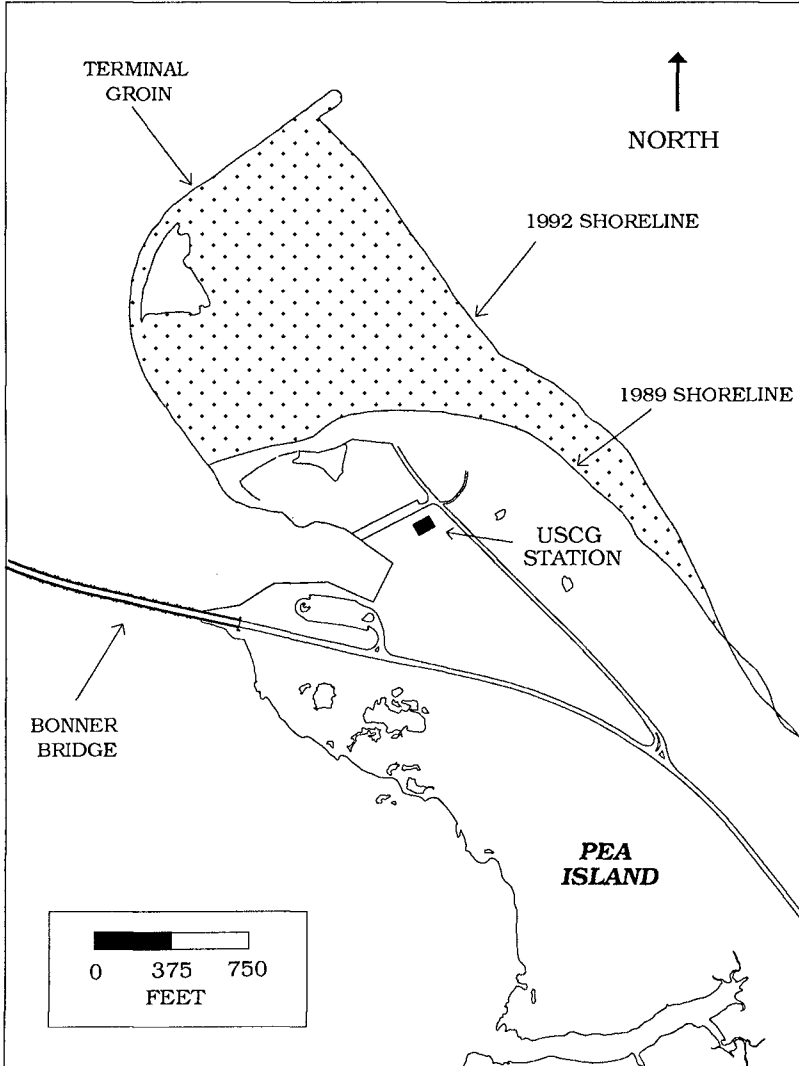 TERMINAL
GROIN
NORTH
1992 SHORELINE
1989 SHORELINE
USCG
STATION
BONNER
BRIDGE
PEA
ISLAND
0 375 750
FEET